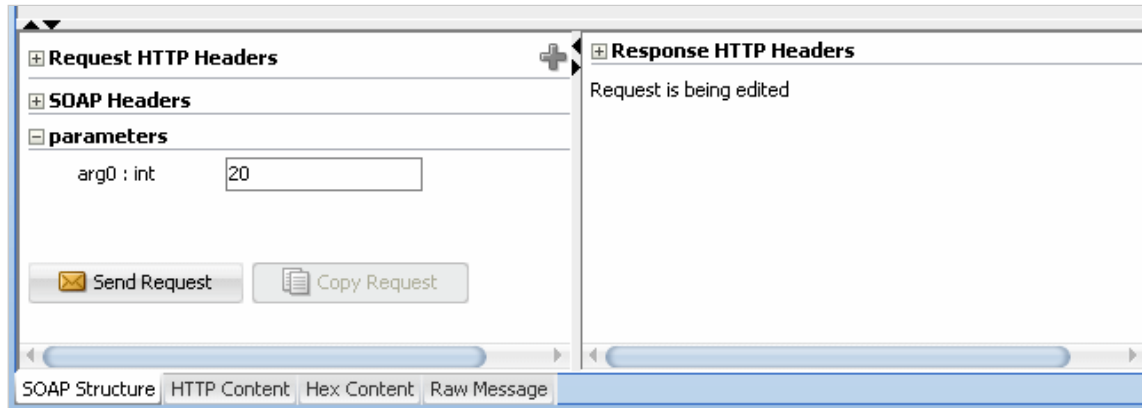 Request HTTP Headers
SOAP Headers
parameters
arg0 : int 20
Send Request Copy Request
Response HTTP Headers
Request is being edited
SOAP Structure HTTP Content Hex Content Raw Message